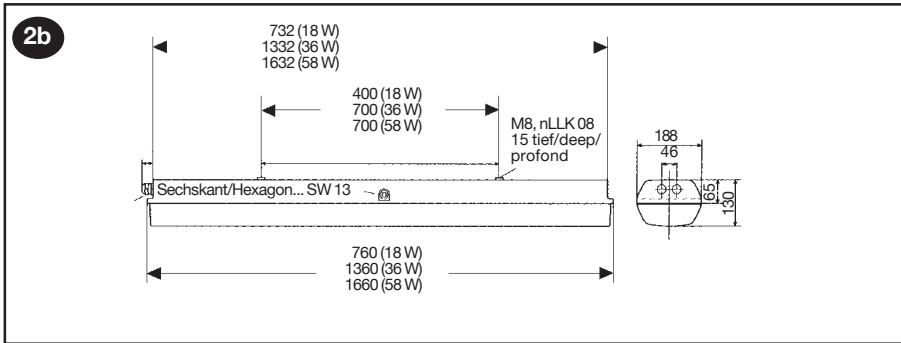 2b
732 (18 W)
1332 (36 W)
1632 (58 W)
400 (18 W)
700 (36 W)
700 (58 W)
M8, nLLK 08
15 tief/deep/
profond
188
46
Sechskant/Hexagon... SW 13
65
130
760 (18 W)
1360 (36 W)
1660 (58 W)